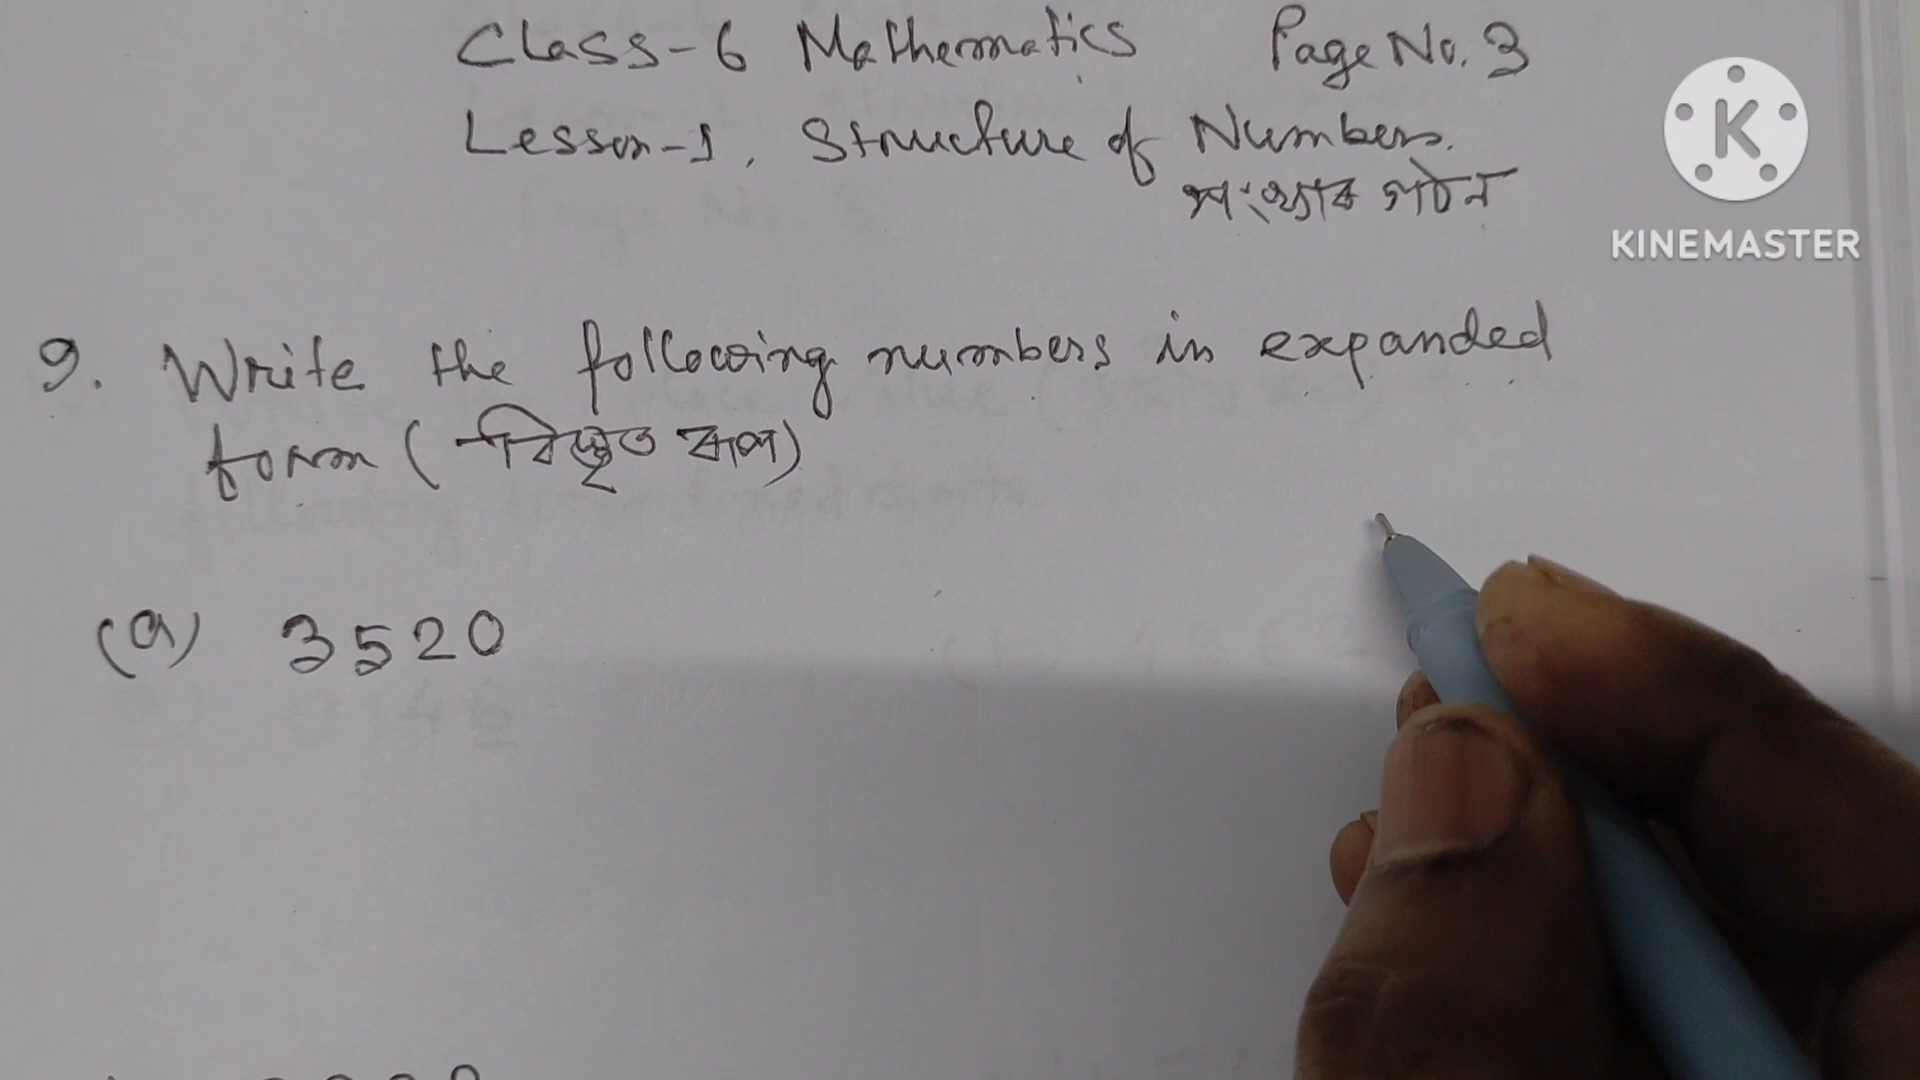 Class-6 Mathematics Page No. 3
Lesson-1, Structure of Numbers.
সংখ্যাৰ গঠন
KINEMASTER
9. Write the following numbers in expanded
form (বিস্তৃত ৰূপ)
(a) 3520